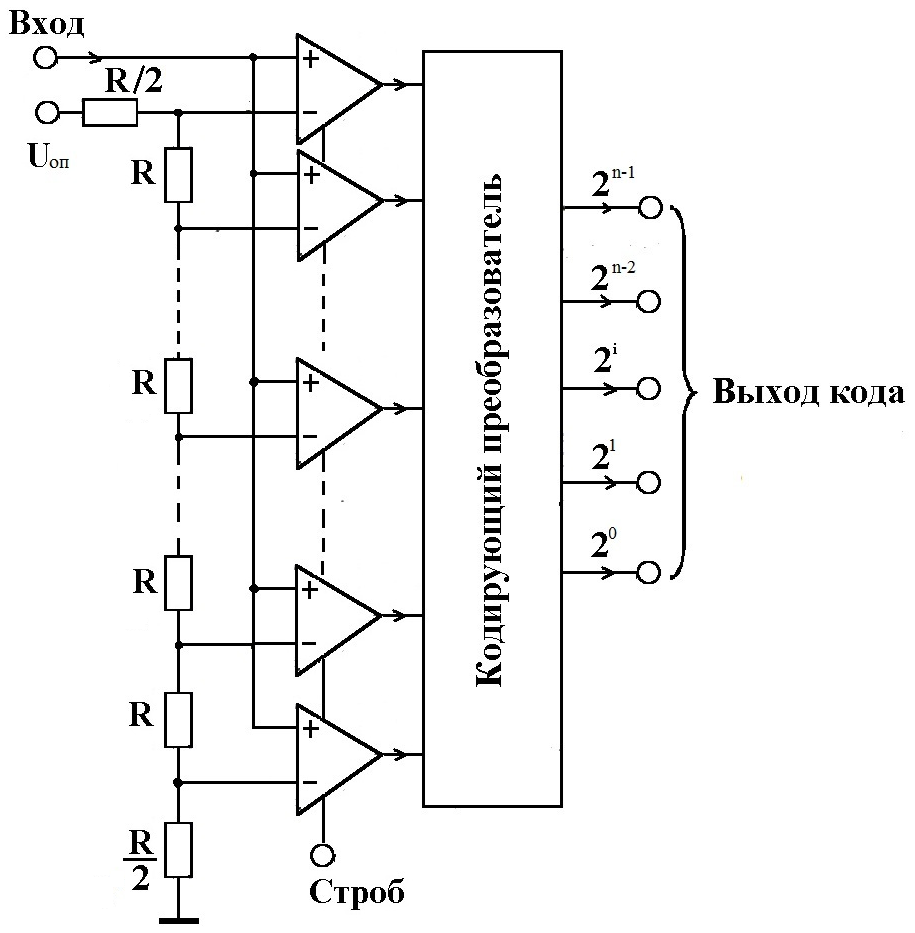 Вход
R/2
Uоп
R
R
R
R
R/2
+
−
+
−
+
−
+
−
+
−
Строб
Кодирующий преобразователь
2ⁿ⁻¹
2ⁿ⁻²
2ⁱ
2¹
2⁰
Выход кода